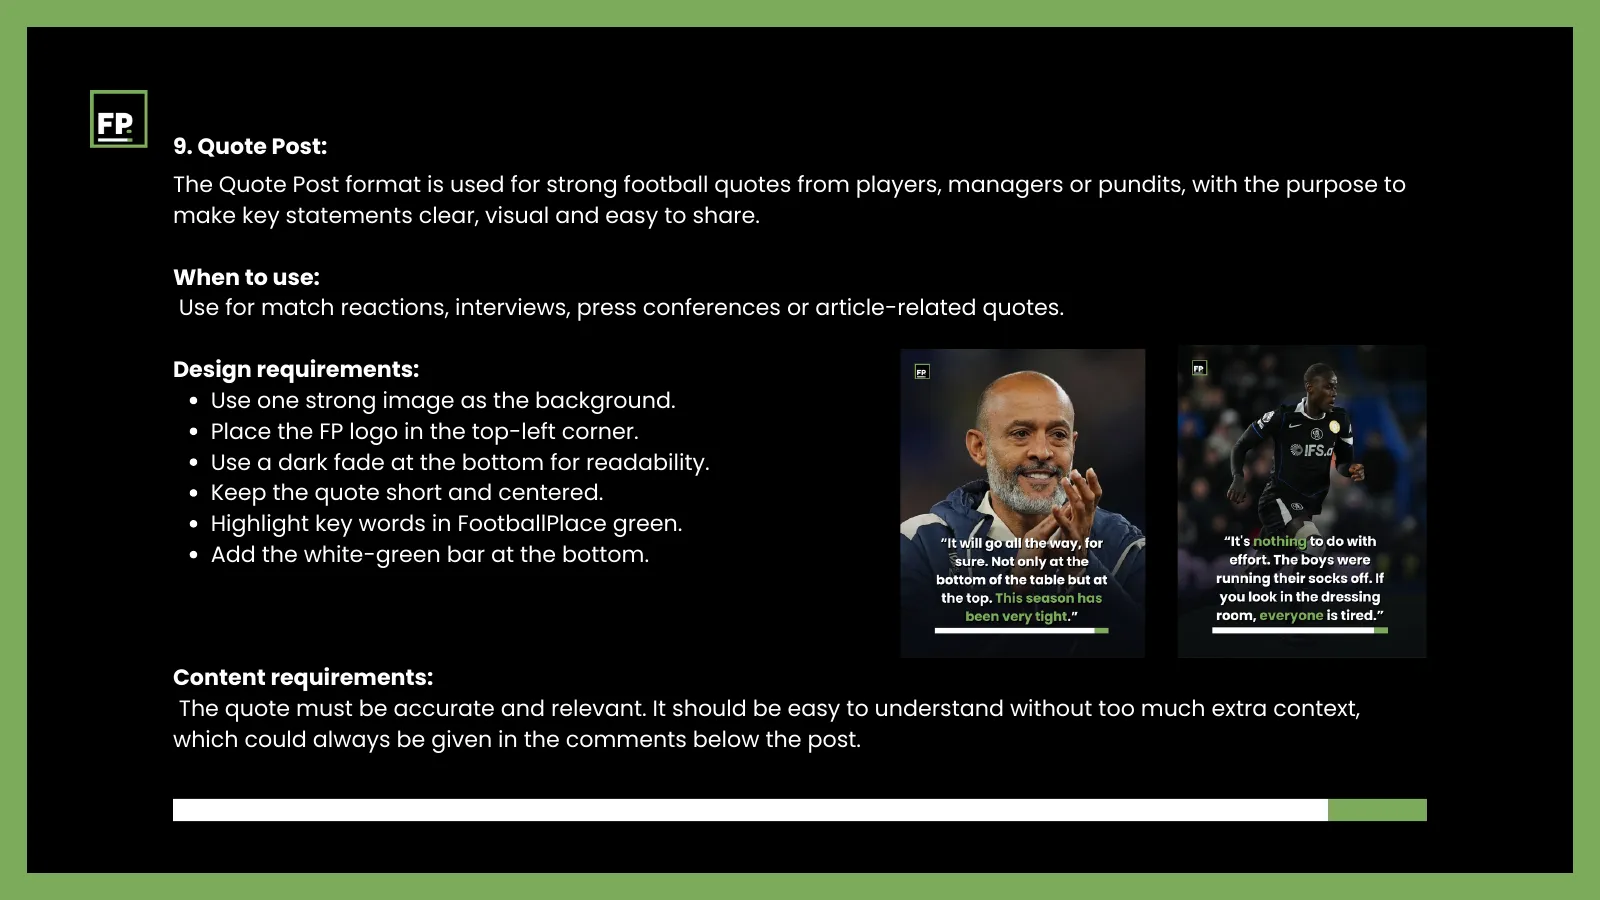 FP.
9. Quote Post:
The Quote Post format is used for strong football quotes from players, managers or pundits, with the purpose to
make key statements clear, visual and easy to share.
When to use:
Use for match reactions, interviews, press conferences or article-related quotes.
Design requirements:
• Use one strong image as the background.
• Place the FP logo in the top-left corner.
• Use a dark fade at the bottom for readability.
• Keep the quote short and centered.
• Highlight key words in FootballPlace green.
• Add the white-green bar at the bottom.
FP
“It will go all the way, for
sure. Not only at the
bottom of the table but at
the top. This season has
been very tight.”
FP
IFS.a
“It's nothing to do with
effort. The boys were
running their socks off. If
you look in the dressing
room, everyone is tired.”
Content requirements:
The quote must be accurate and relevant. It should be easy to understand without too much extra context,
which could always be given in the comments below the post.